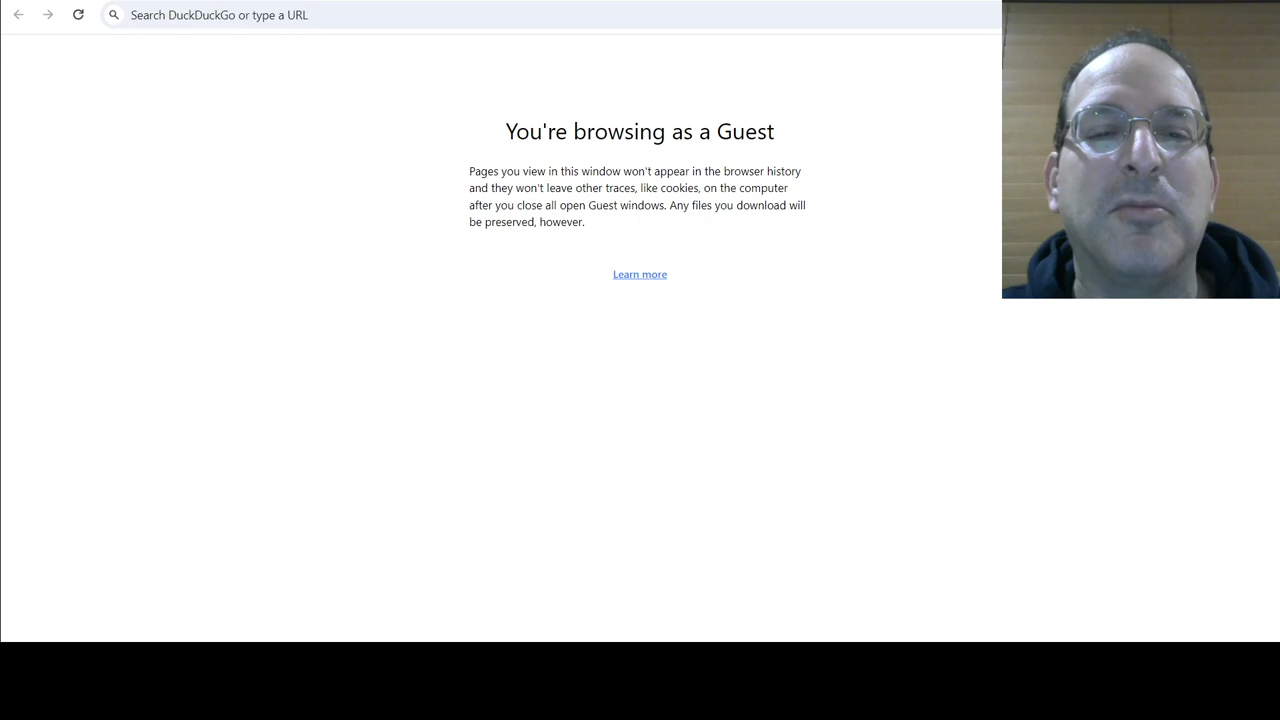 Search DuckDuckGo or type a URL
You're browsing as a Guest
Pages you view in this window won't appear in the browser history
and they won't leave other traces, like cookies, on the computer
after you close all open Guest windows. Any files you download will
be preserved, however.
Learn more